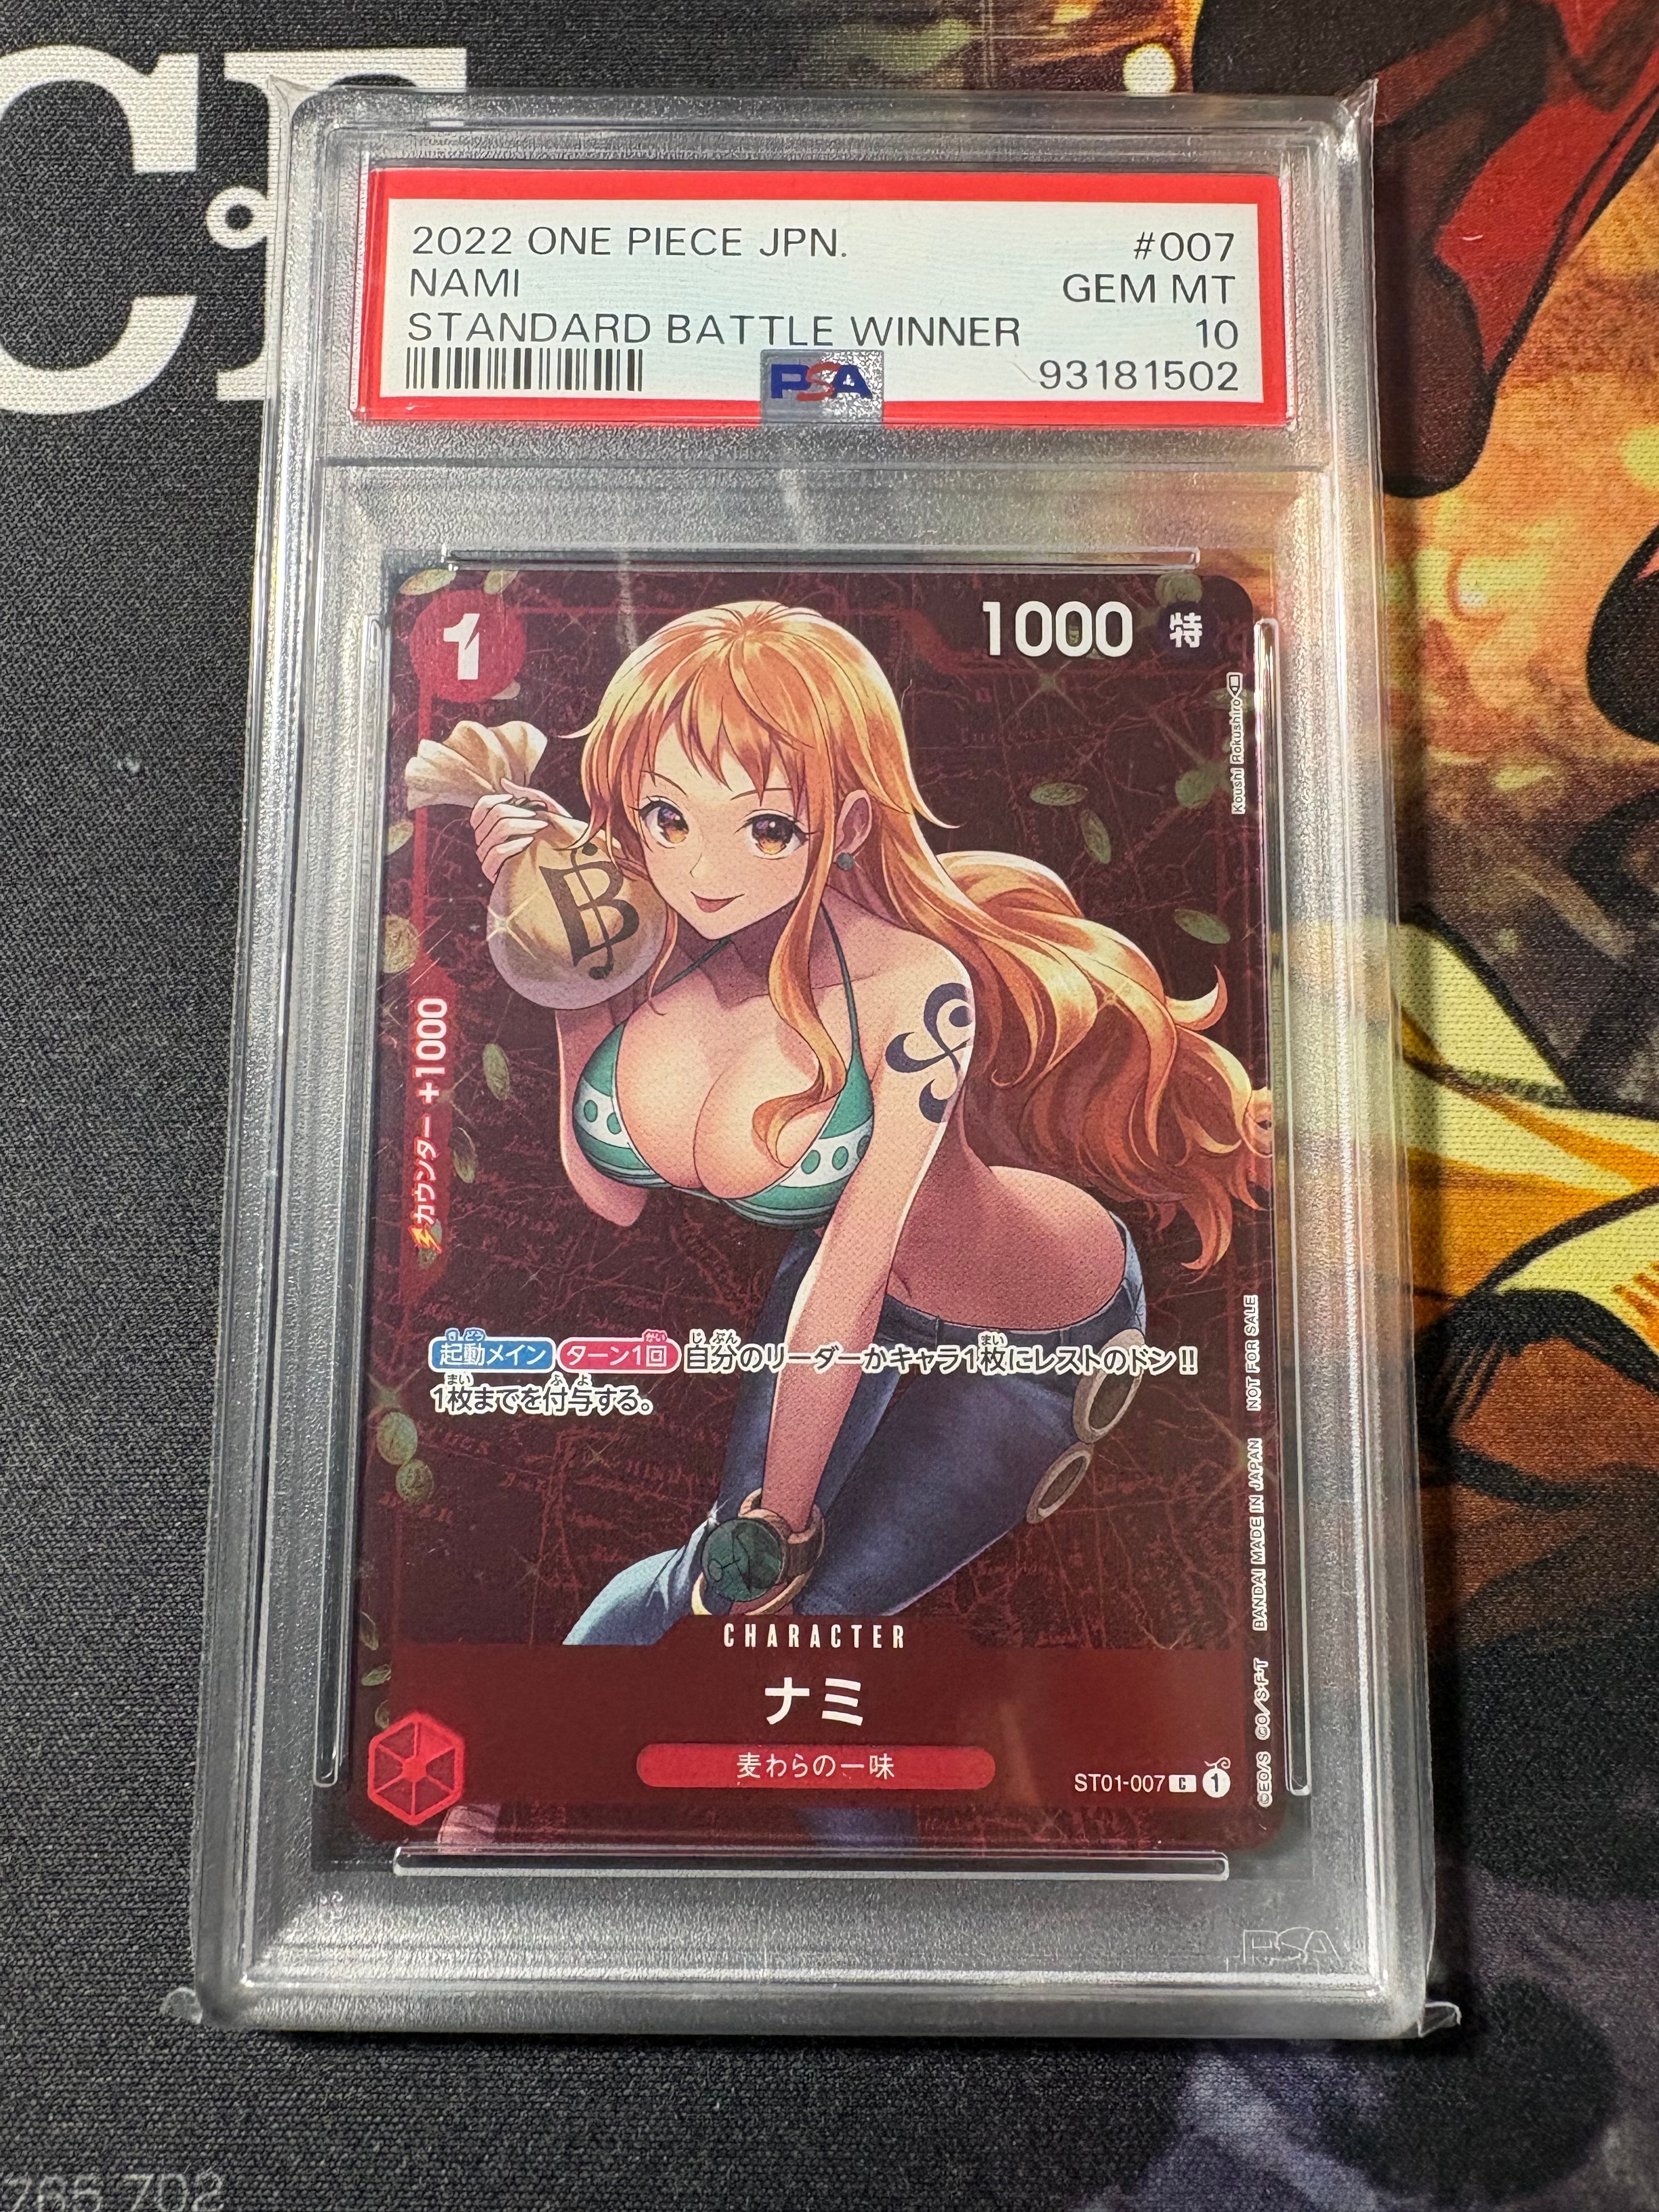 2022 ONE PIECE JPN. #007
NAMI GEM MT
STANDARD BATTLE WINNER 10
PSA 93181502
1
1000 特
Koushi Rokushiro
B
カウンター +1000
起動メイン ターン1回 自分のリーダーかキャラ1枚にレストのドン!!
1枚までを付与する。
CHARACTER
ナミ
麦わらの一味
ST01-007 C 1
©EO/S ©O/S・F・T BANDAI MADE IN JAPAN NOT FOR SALE
PSA